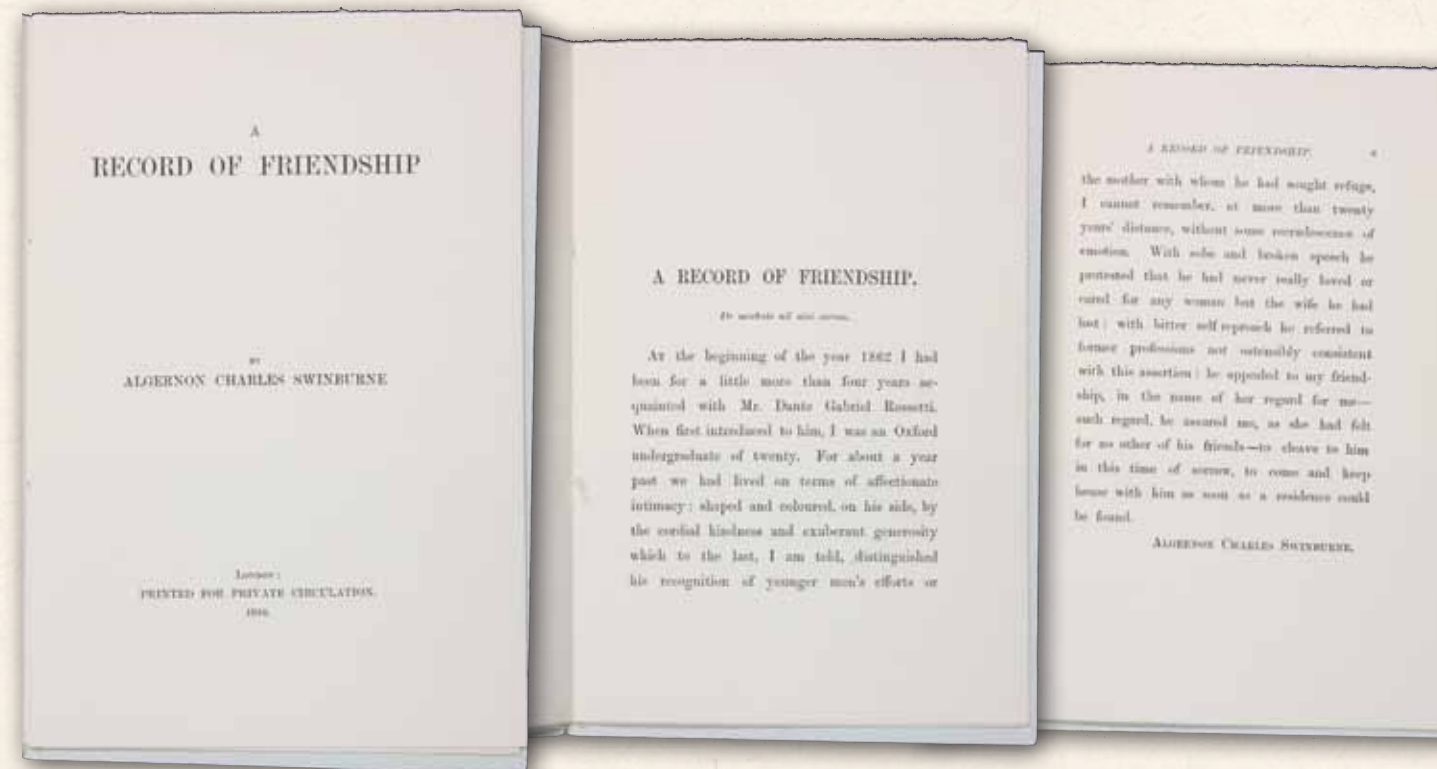 A
RECORD OF FRIENDSHIP
BY
ALGERNON CHARLES SWINBURNE
London:
PRINTED FOR PRIVATE CIRCULATION.
A RECORD OF FRIENDSHIP.
De mortuis nil nisi verum.
At the beginning of the year 1862 I had
been for a little more than four years ac-
quainted with Mr. Dante Gabriel Rossetti.
When first introduced to him, I was an Oxford
undergraduate of twenty. For about a year
past we had lived on terms of affectionate
intimacy; shaped and coloured, on his side, by
the cordial kindness and exuberant generosity
which to the last, I am told, distinguished
his recognition of younger men's efforts or
A RECORD OF FRIENDSHIP.
the mother with whom he had sought refuge,
I cannot remember, at more than twenty
years' distance, without some recrudescence of
emotion. With sobs and broken speech he
protested that he had never really loved or
cared for any woman but the wife he had
lost; with bitter self-reproach he referred to
former professions not ostensibly consistent
with this assertion; he appealed to my friend-
ship, in the name of her regard for me—
such regard, he assured me, as she had felt
for no other of his friends—to cleave to him
in this time of sorrow, to come and keep
house with him as soon as a residence could
be found.
Algernon Charles Swinburne.